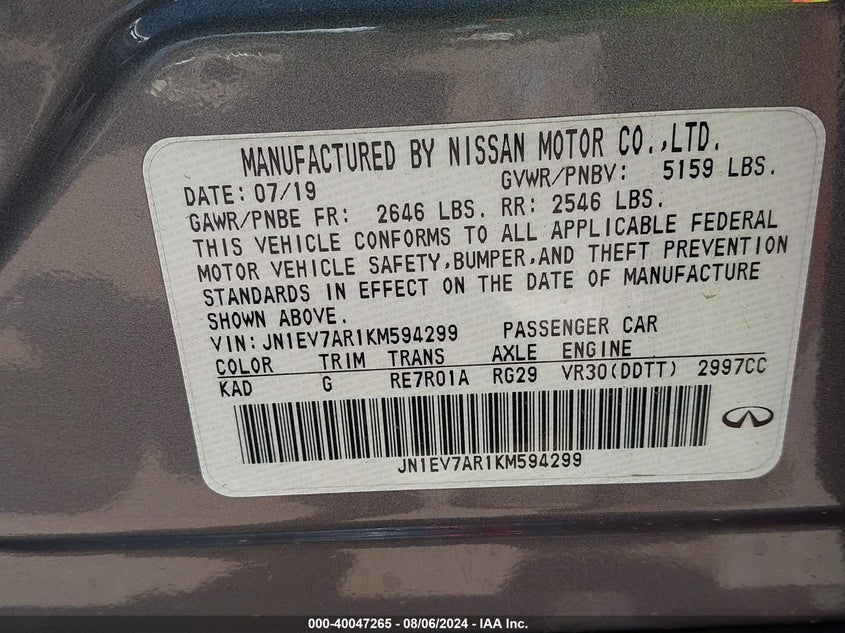 MANUFACTURED BY NISSAN MOTOR CO.,LTD.
DATE: 07/19 GVWR/PNBV: 5159 LBS.
GAWR/PNBE FR: 2646 LBS. RR: 2546 LBS.
THIS VEHICLE CONFORMS TO ALL APPLICABLE FEDERAL
MOTOR VEHICLE SAFETY,BUMPER,AND THEFT PREVENTION
STANDARDS IN EFFECT ON THE DATE OF MANUFACTURE
SHOWN ABOVE.
VIN:JN1EV7AR1KM594299 PASSENGER CAR
COLOR TRIM TRANS AXLE ENGINE
KAD G RE7R01A RG29 VR30(DDTT) 2997CC
JN1EV7AR1KM594299
000-40047265 - 08/06/2024 - IAA Inc.